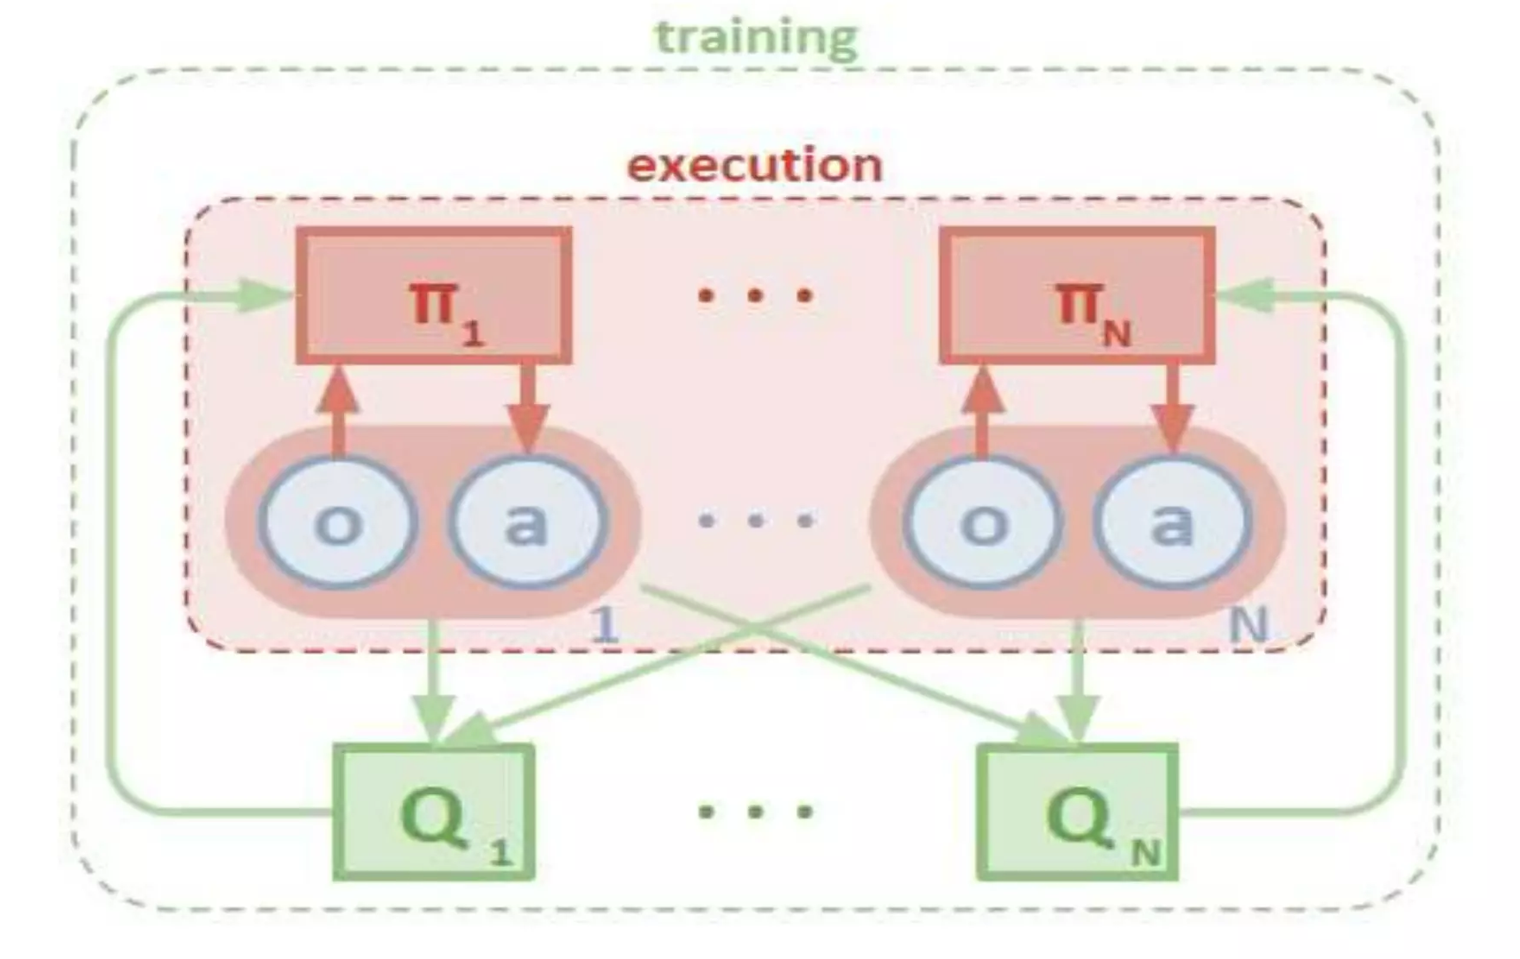 training
execution
π1 . . . πN
o a . . . o a
1 N
Q1 . . . QN